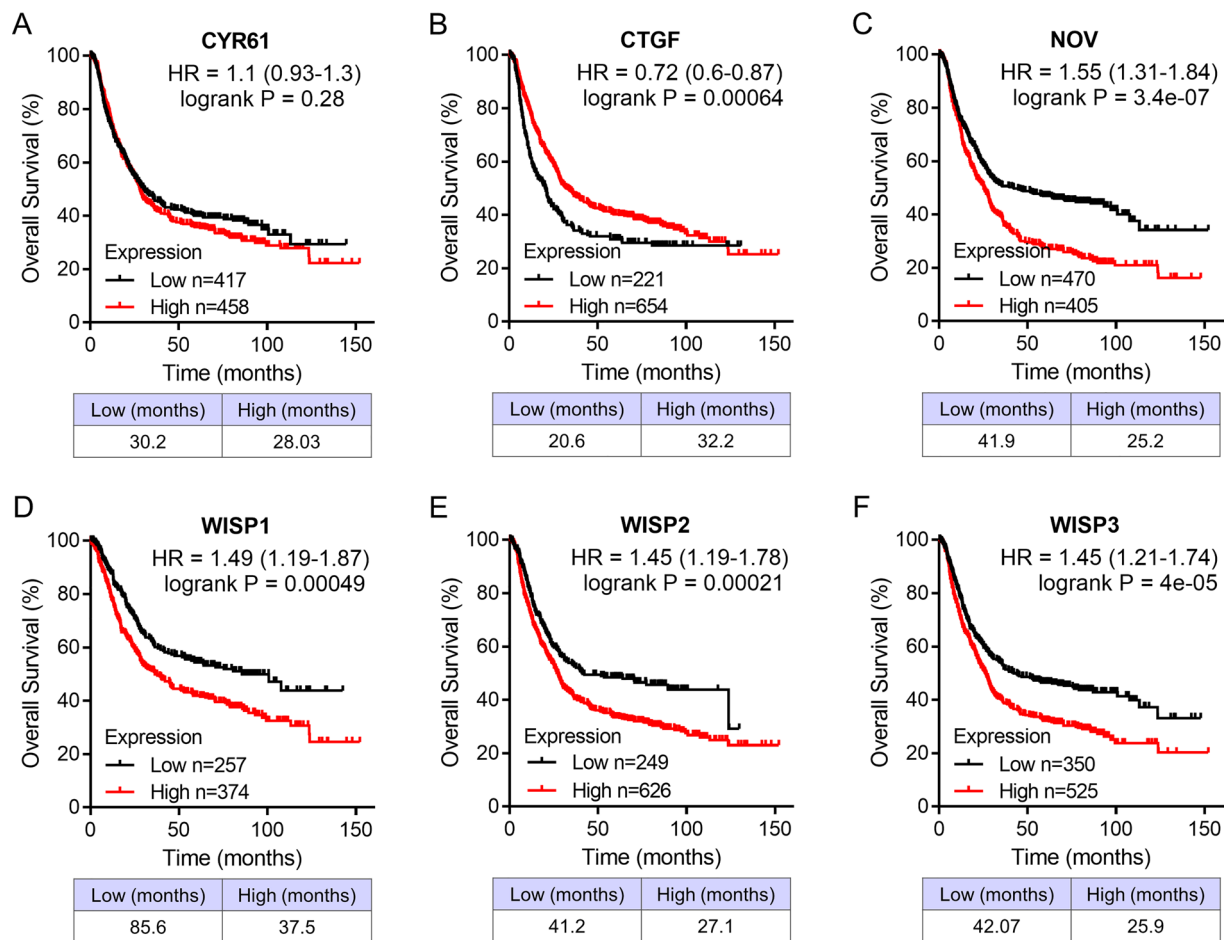 A
CYR61
HR = 1.1 (0.93-1.3)
logrank P = 0.28
Overall Survival (%)
100
80
60
40
20
0
Expression
Low n=417
High n=458
0 50 100 150
Time (months)
Low (months) High (months)
30.2 28.03
B
CTGF
HR = 0.72 (0.6-0.87)
logrank P = 0.00064
Overall Survival (%)
100
80
60
40
20
0
Expression
Low n=221
High n=654
0 50 100 150
Time (months)
Low (months) High (months)
20.6 32.2
C
NOV
HR = 1.55 (1.31-1.84)
logrank P = 3.4e-07
Overall Survival (%)
100
80
60
40
20
0
Expression
Low n=470
High n=405
0 50 100 150
Time (months)
Low (months) High (months)
41.9 25.2
D
WISP1
HR = 1.49 (1.19-1.87)
logrank P = 0.00049
Overall Survival (%)
100
80
60
40
20
0
Expression
Low n=257
High n=374
0 50 100 150
Time (months)
Low (months) High (months)
85.6 37.5
E
WISP2
HR = 1.45 (1.19-1.78)
logrank P = 0.00021
Overall Survival (%)
100
80
60
40
20
0
Expression
Low n=249
High n=626
0 50 100 150
Time (months)
Low (months) High (months)
41.2 27.1
F
WISP3
HR = 1.45 (1.21-1.74)
logrank P = 4e-05
Overall Survival (%)
100
80
60
40
20
0
Expression
Low n=350
High n=525
0 50 100 150
Time (months)
Low (months) High (months)
42.07 25.9